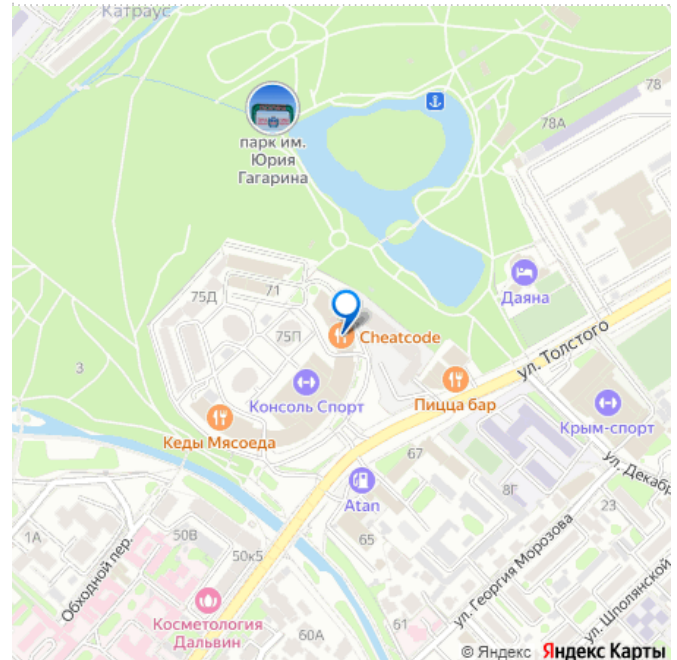 Катраус
78
78А
парк им.
Юрия
Гагарина
Даяна
75Д
71
75П
Cheatcode
ул. Толстого
3
Консоль Спорт
Пицца бар
Крым-спорт
Кеды Мясоеда
67
ул. Декабр
Atan
8Г
23
1А
50В
65
Обходной пер.
50к5
ул. Георгия Морозова
ул. Шполянской
Косметология
Дальвин
60А
61
© Яндекс Яндекс Карты